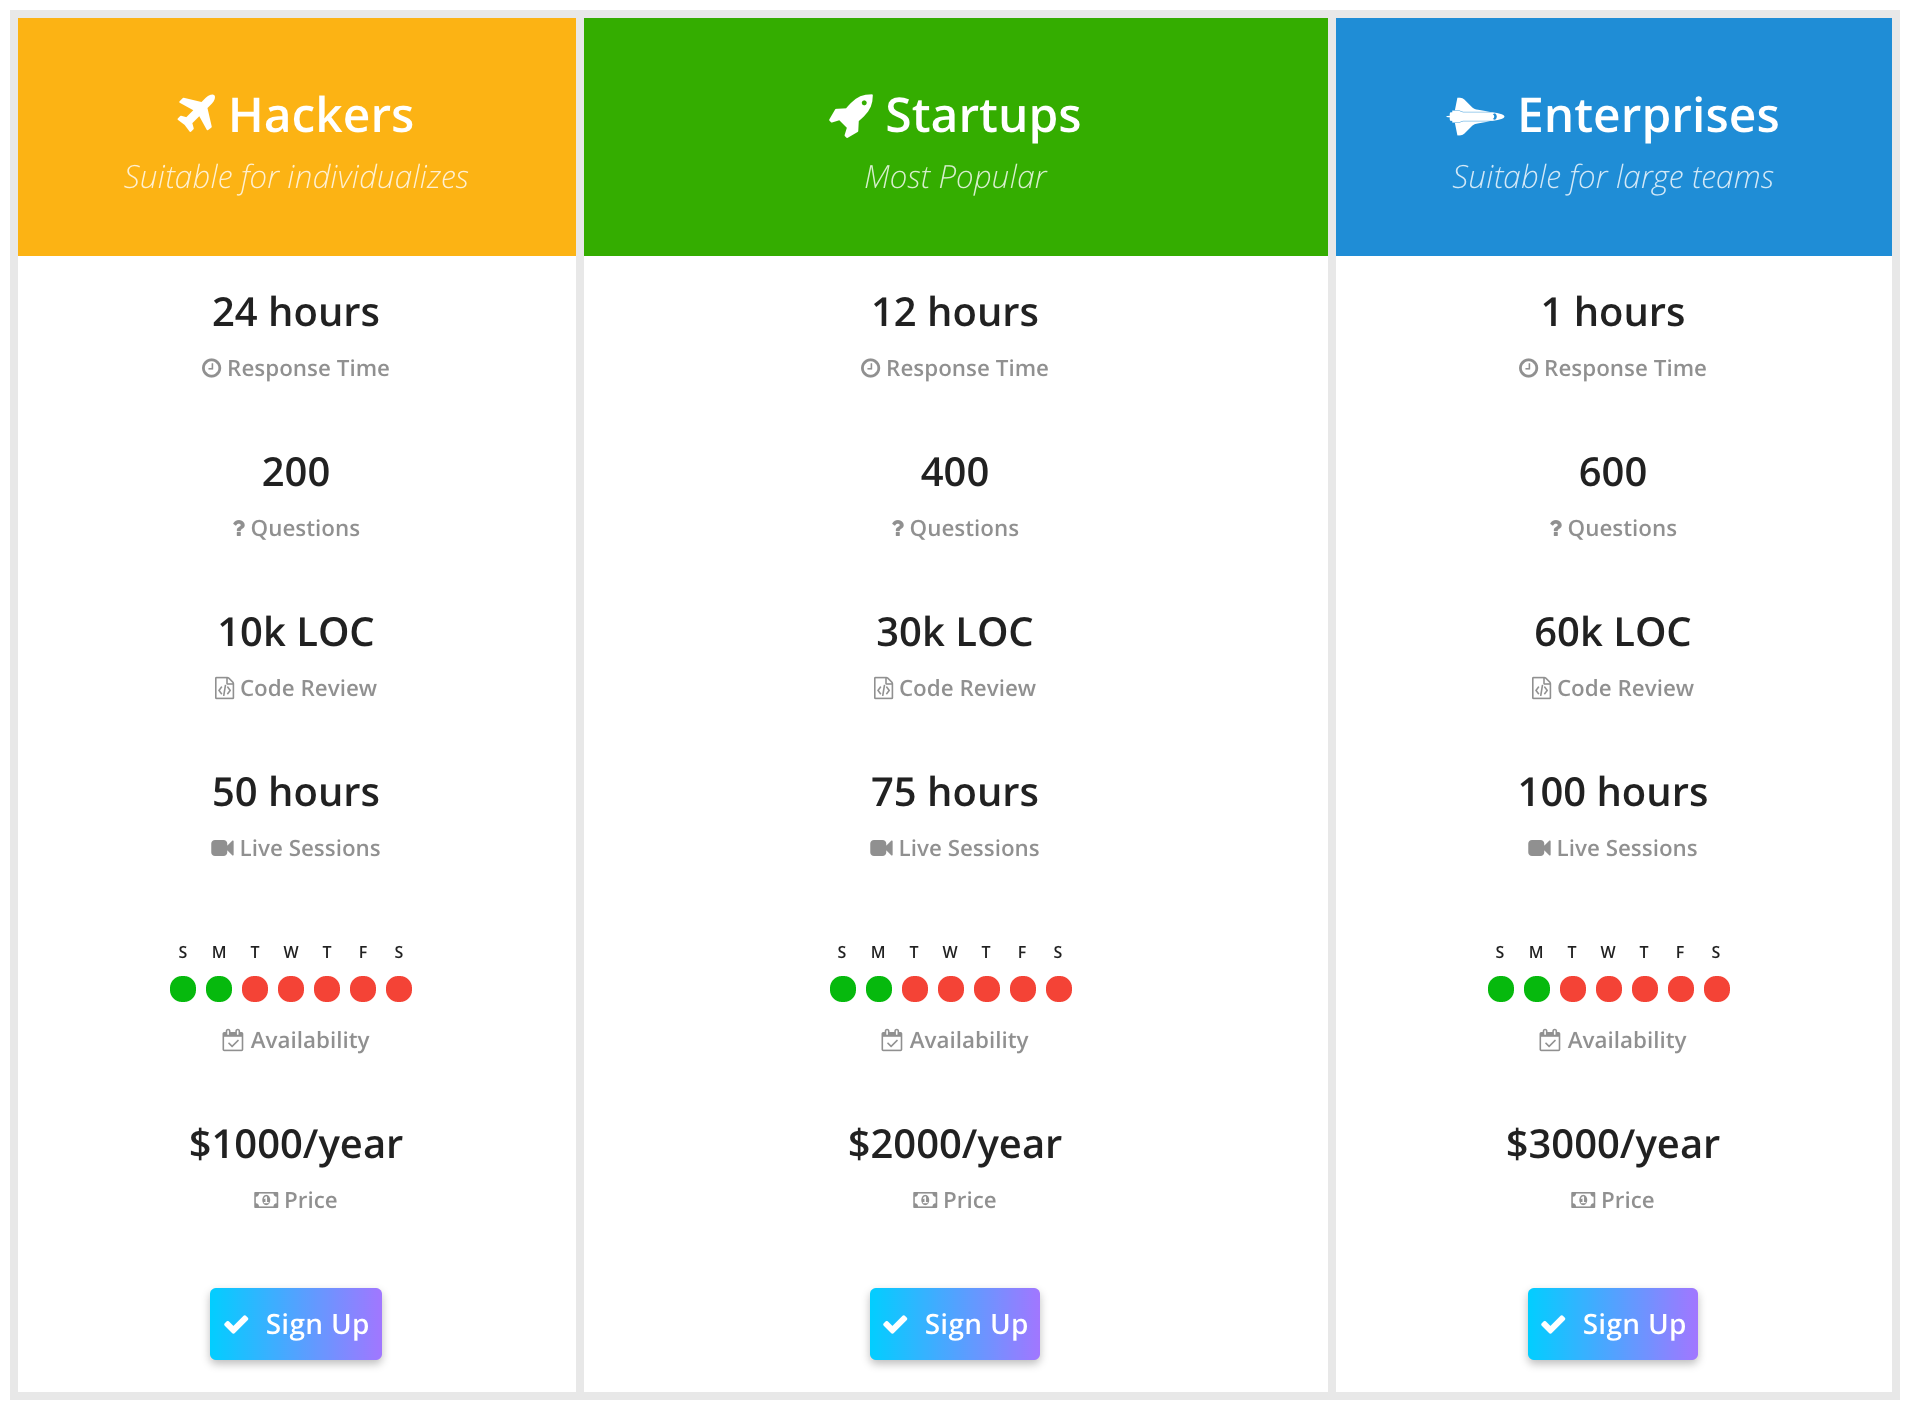 Hackers
Suitable for individualizes
24 hours
Response Time
200
? Questions
10k LOC
Code Review
50 hours
Live Sessions
S M T W T F S
Availability
$1000/year
Price
Sign Up
Startups
Most Popular
12 hours
Response Time
400
? Questions
30k LOC
Code Review
75 hours
Live Sessions
S M T W T F S
Availability
$2000/year
Price
Sign Up
Enterprises
Suitable for large teams
1 hours
Response Time
600
? Questions
60k LOC
Code Review
100 hours
Live Sessions
S M T W T F S
Availability
$3000/year
Price
Sign Up